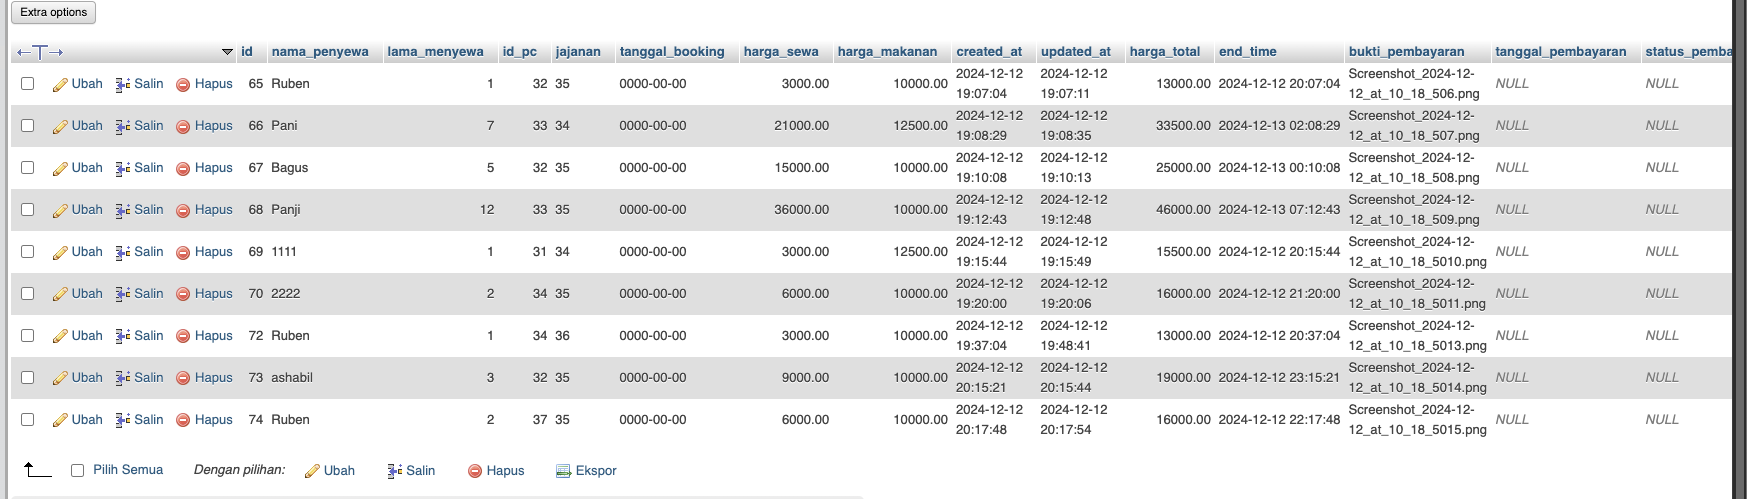 Extra options
←T→ id nama_penyewa lama_menyewa id_pc jajanan tanggal_booking harga_sewa harga_makanan created_at updated_at harga_total end_time bukti_pembayaran tanggal_pembayaran status_pemba
Ubah Salin Hapus 65 Ruben 1 32 35 0000-00-00 3000.00 10000.00 2024-12-12 19:07:04 2024-12-12 19:07:11 13000.00 2024-12-12 20:07:04 Screenshot_2024-12-12_at_10_18_506.png NULL NULL
Ubah Salin Hapus 66 Pani 7 33 34 0000-00-00 21000.00 12500.00 2024-12-12 19:08:29 2024-12-12 19:08:35 33500.00 2024-12-13 02:08:29 Screenshot_2024-12-12_at_10_18_507.png NULL NULL
Ubah Salin Hapus 67 Bagus 5 32 35 0000-00-00 15000.00 10000.00 2024-12-12 19:10:08 2024-12-12 19:10:13 25000.00 2024-12-13 00:10:08 Screenshot_2024-12-12_at_10_18_508.png NULL NULL
Ubah Salin Hapus 68 Panji 12 33 35 0000-00-00 36000.00 10000.00 2024-12-12 19:12:43 2024-12-12 19:12:48 46000.00 2024-12-13 07:12:43 Screenshot_2024-12-12_at_10_18_509.png NULL NULL
Ubah Salin Hapus 69 1111 1 31 34 0000-00-00 3000.00 12500.00 2024-12-12 19:15:44 2024-12-12 19:15:49 15500.00 2024-12-12 20:15:44 Screenshot_2024-12-12_at_10_18_5010.png NULL NULL
Ubah Salin Hapus 70 2222 2 34 35 0000-00-00 6000.00 10000.00 2024-12-12 19:20:00 2024-12-12 19:20:06 16000.00 2024-12-12 21:20:00 Screenshot_2024-12-12_at_10_18_5011.png NULL NULL
Ubah Salin Hapus 72 Ruben 1 34 36 0000-00-00 3000.00 10000.00 2024-12-12 19:37:04 2024-12-12 19:48:41 13000.00 2024-12-12 20:37:04 Screenshot_2024-12-12_at_10_18_5013.png NULL NULL
Ubah Salin Hapus 73 ashabil 3 32 35 0000-00-00 9000.00 10000.00 2024-12-12 20:15:21 2024-12-12 20:15:44 19000.00 2024-12-12 23:15:21 Screenshot_2024-12-12_at_10_18_5014.png NULL NULL
Ubah Salin Hapus 74 Ruben 2 37 35 0000-00-00 6000.00 10000.00 2024-12-12 20:17:48 2024-12-12 20:17:54 16000.00 2024-12-12 22:17:48 Screenshot_2024-12-12_at_10_18_5015.png NULL NULL
Pilih Semua Dengan pilihan: Ubah Salin Hapus Ekspor